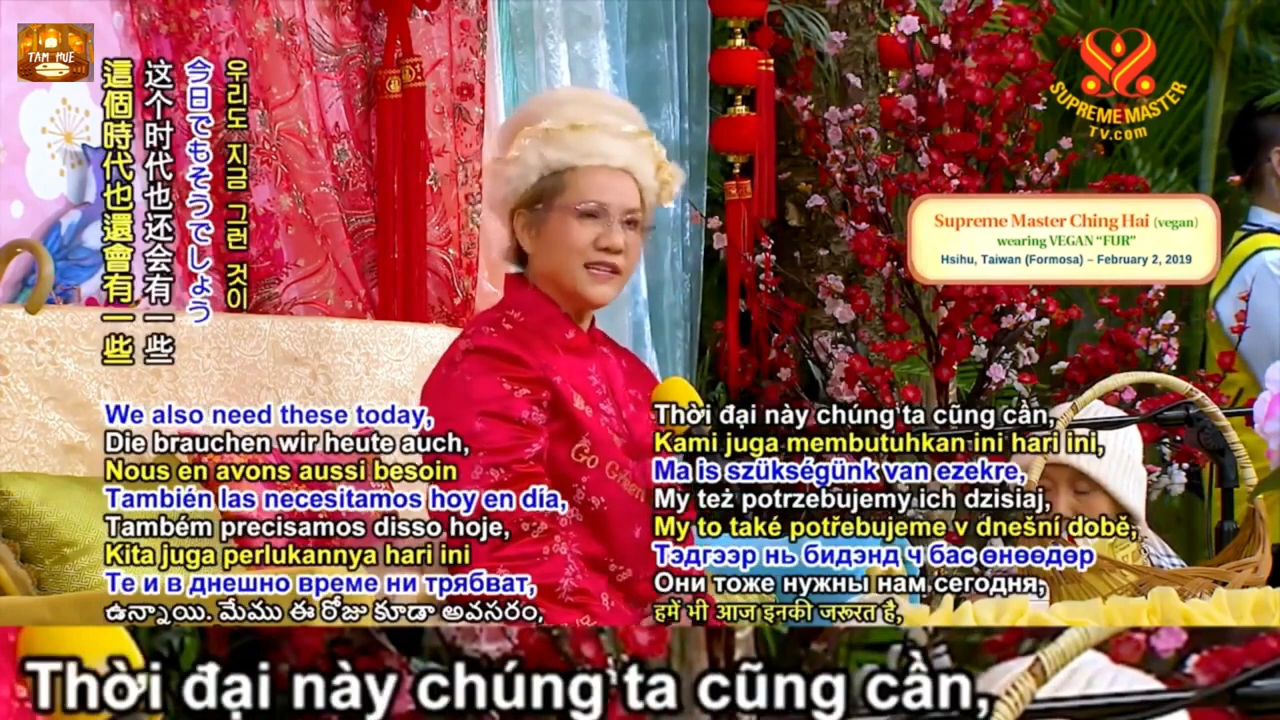 TAM HUE
우리도 지금 그런 것이
今日でもそうでしょう
这个时代也还会有一些
這個時代也還會有一些
SUPREME MASTER
TV.com
Supreme Master Ching Hai (vegan)
wearing VEGAN “FUR”
Hsihu, Taiwan (Formosa) – February 2, 2019
Go Green
We also need these today,
Die brauchen wir heute auch,
Nous en avons aussi besoin
También las necesitamos hoy en día,
Também precisamos disso hoje,
Kita juga perlukannya hari ini
Те и в днешно време ни трябват,
ఉన్నాయి. మేము ఈ రోజు కూడా అవసరం,
Thời đại này chúng ta cũng cần,
Kami juga membutuhkan ini hari ini,
Ma is szükségünk van ezekre,
My też potrzebujemy ich dzisiaj,
My to také potřebujeme v dnešní době,
Тэдгээр нь бидэнд ч бас өнөөдөр
Они тоже нужны нам сегодня,
हमें भी आज इनकी जरूरत है,
Thời đại này chúng ta cũng cần,